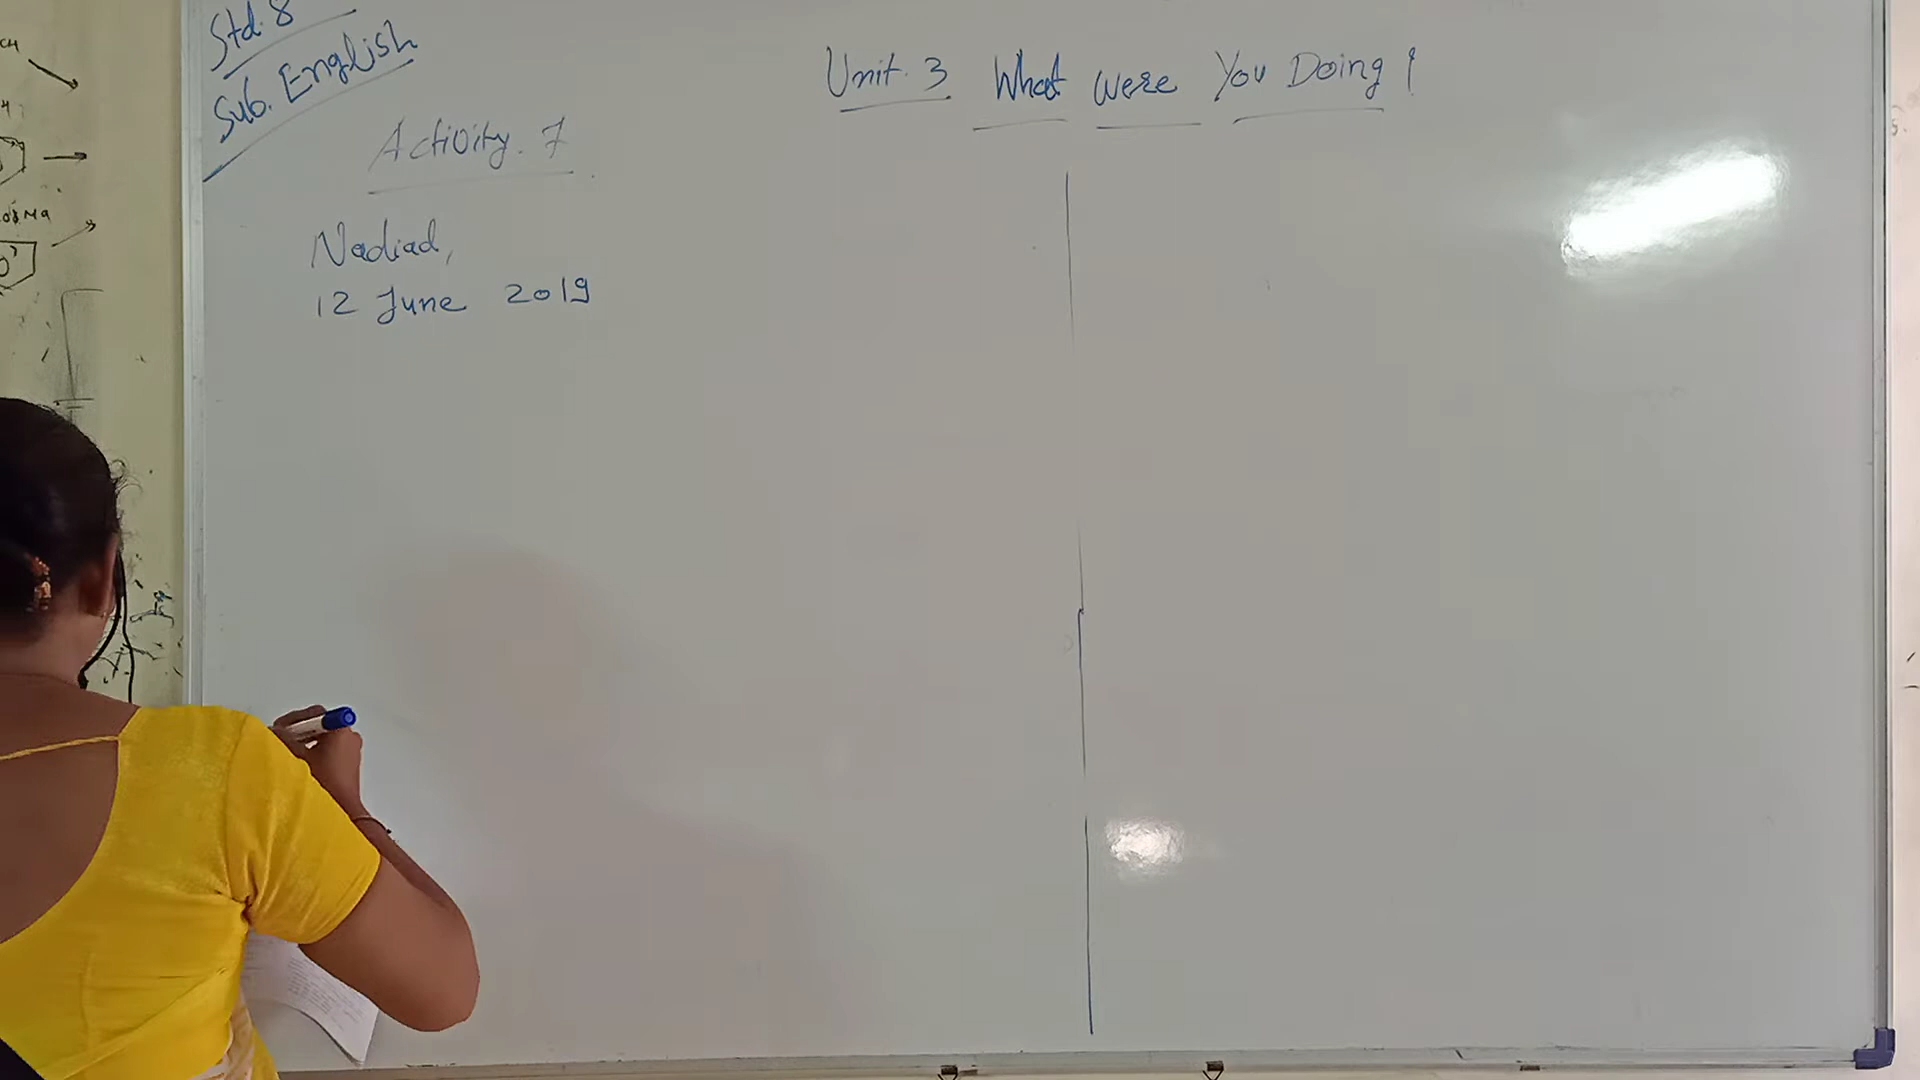 Std. 8
Sub. English
Unit. 3 What were You Doing ?
Activity. 7
Nadiad,
12 June 2019